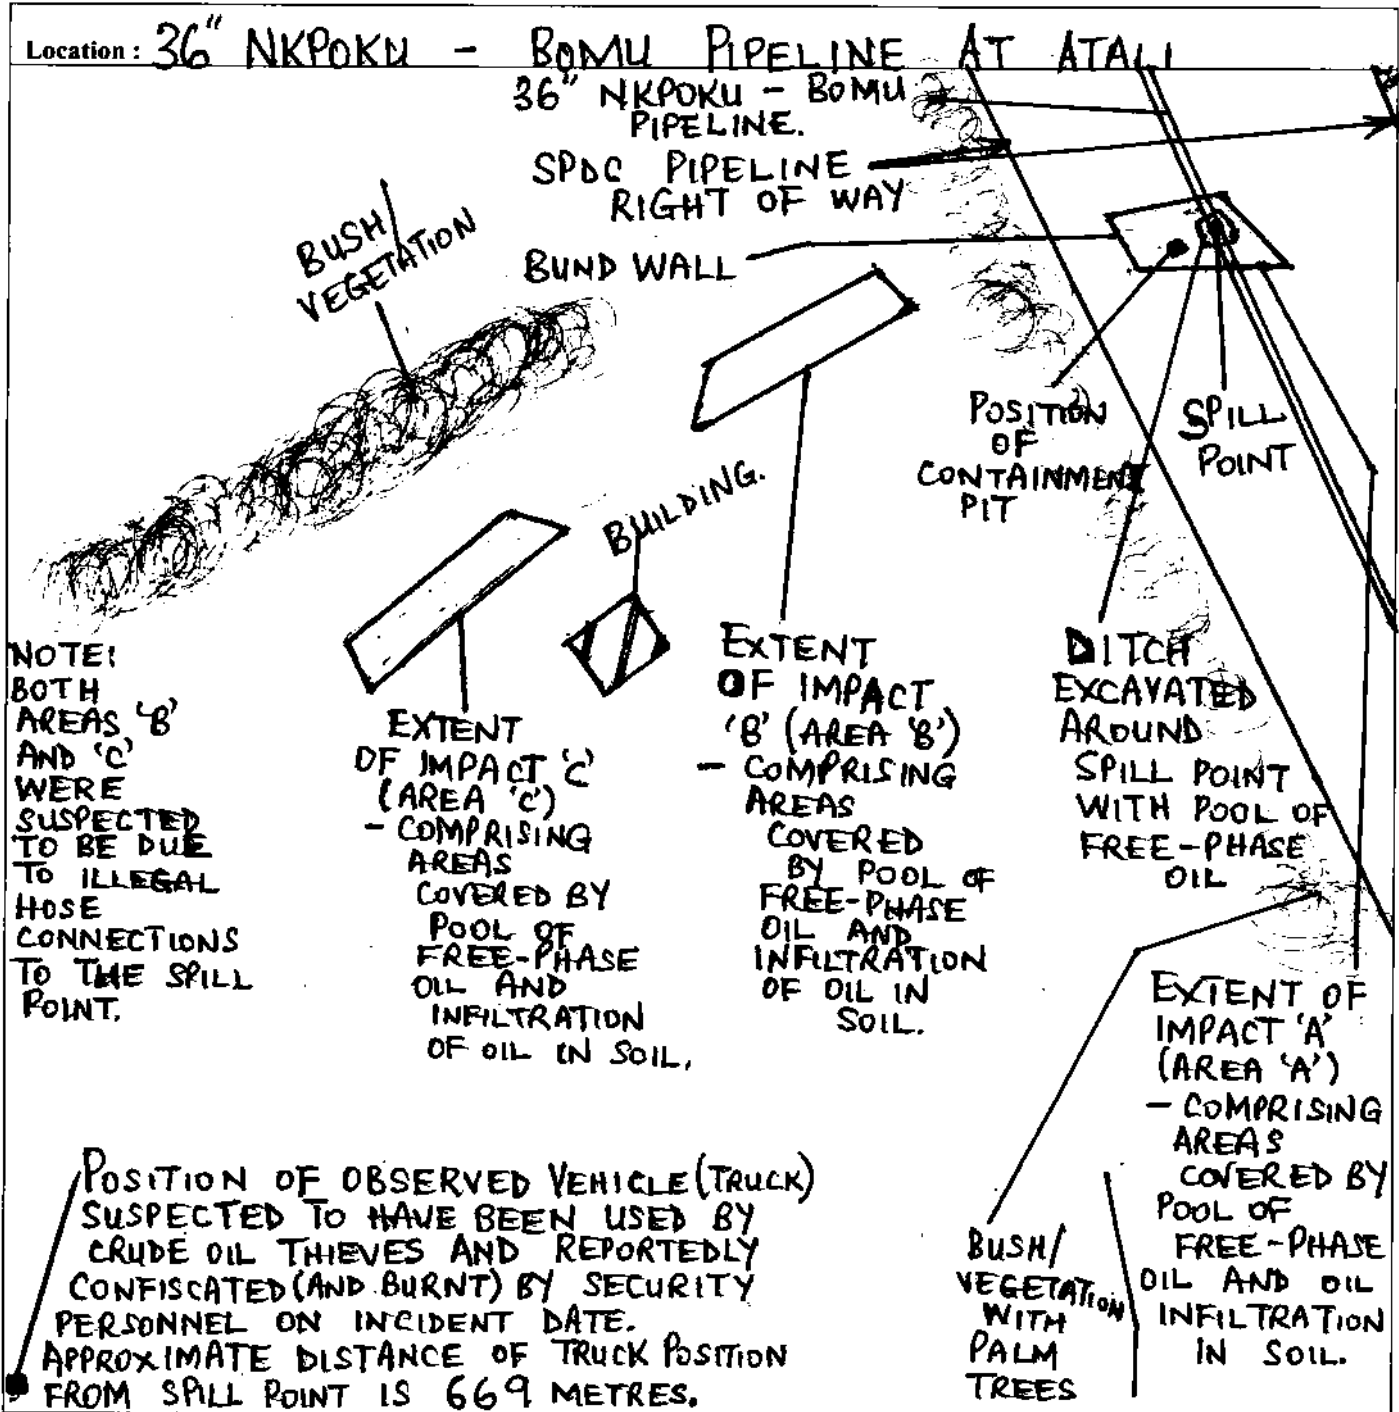 Location : 36" NKPOKU - BOMU PIPELINE AT ATALI
36" NKPOKU - BOMU
PIPELINE.
SPDC PIPELINE
RIGHT OF WAY
BUSH/
VEGETATION
BUND WALL
POSITION
OF
CONTAINMENT
PIT
SPILL
POINT
BUILDING.
NOTE:
BOTH
AREAS 'B'
AND 'C'
WERE
SUSPECTED
TO BE DUE
TO ILLEGAL
HOSE
CONNECTIONS
TO THE SPILL
POINT.
EXTENT
OF IMPACT 'C'
(AREA 'C')
- COMPRISING
AREAS
COVERED BY
POOL OF
FREE-PHASE
OIL AND
INFILTRATION
OF OIL IN SOIL.
EXTENT
OF IMPACT
'B' (AREA 'B')
- COMPRISING
AREAS
COVERED
BY POOL OF
FREE-PHASE
OIL AND
INFILTRATION
OF OIL IN
SOIL.
DITCH
EXCAVATED
AROUND
SPILL POINT
WITH POOL OF
FREE-PHASE
OIL
EXTENT OF
IMPACT 'A'
(AREA 'A')
- COMPRISING
AREAS
COVERED BY
POOL OF
FREE-PHASE
OIL AND OIL
INFILTRATION
IN SOIL.
BUSH/
VEGETATION
WITH
PALM
TREES
POSITION OF OBSERVED VEHICLE (TRUCK)
SUSPECTED TO HAVE BEEN USED BY
CRUDE OIL THIEVES AND REPORTEDLY
CONFISCATED (AND BURNT) BY SECURITY
PERSONNEL ON INCIDENT DATE.
APPROXIMATE DISTANCE OF TRUCK POSITION
FROM SPILL POINT IS 669 METRES.